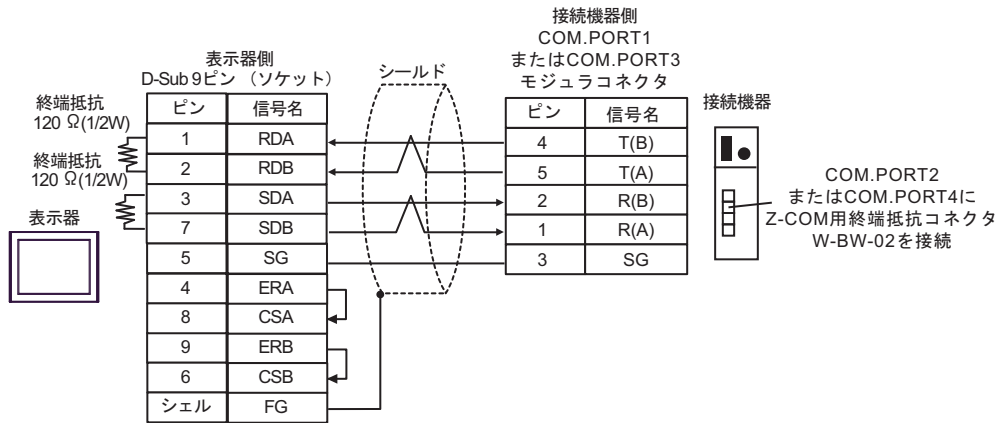 接続機器側
COM.PORT1
またはCOM.PORT3
モジュラコネクタ
表示器側
D-Sub 9ピン （ソケット）
シールド
接続機器
終端抵抗
120 Ω(1/2W)
終端抵抗
120 Ω(1/2W)
表示器
ピン 信号名
1 RDA
2 RDB
3 SDA
7 SDB
5 SG
4 ERA
8 CSA
9 ERB
6 CSB
シェル FG
ピン 信号名
4 T(B)
5 T(A)
2 R(B)
1 R(A)
3 SG
COM.PORT2
またはCOM.PORT4に
Z-COM用終端抵抗コネクタ
W-BW-02を接続